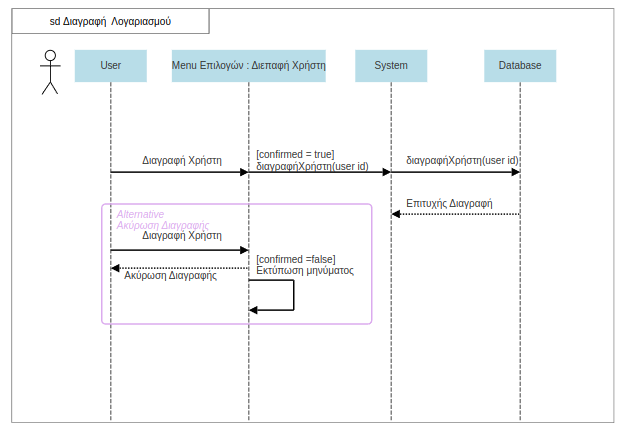 sd Διαγραφή Λογαριασμού
User
Menu Επιλογών : Διεπαφή Χρήστη
System
Database
Διαγραφή Χρήστη
[confirmed = true]
διαγραφήΧρήστη(user id)
διαγραφήΧρήστη(user id)
Επιτυχής Διαγραφή
Alternative
Ακύρωση Διαγραφής
Διαγραφή Χρήστη
[confirmed =false]
Εκτύπωση μηνύματος
Ακύρωση Διαγραφής